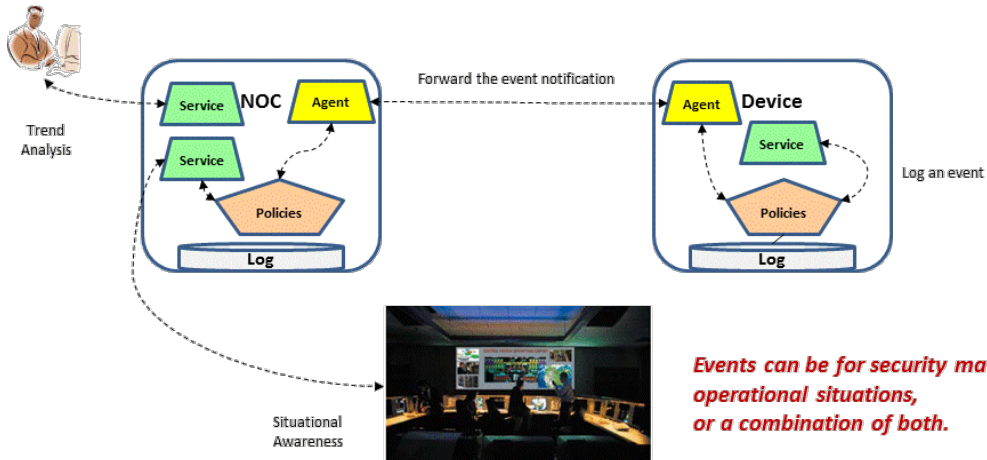 Forward the event notification
Service
NOC
Agent
Agent
Device
Trend
Analysis
Service
Service
Log an event
Policies
Policies
Log
Log
Events can be for security ma
operational situations,
or a combination of both.
Situational
Awareness